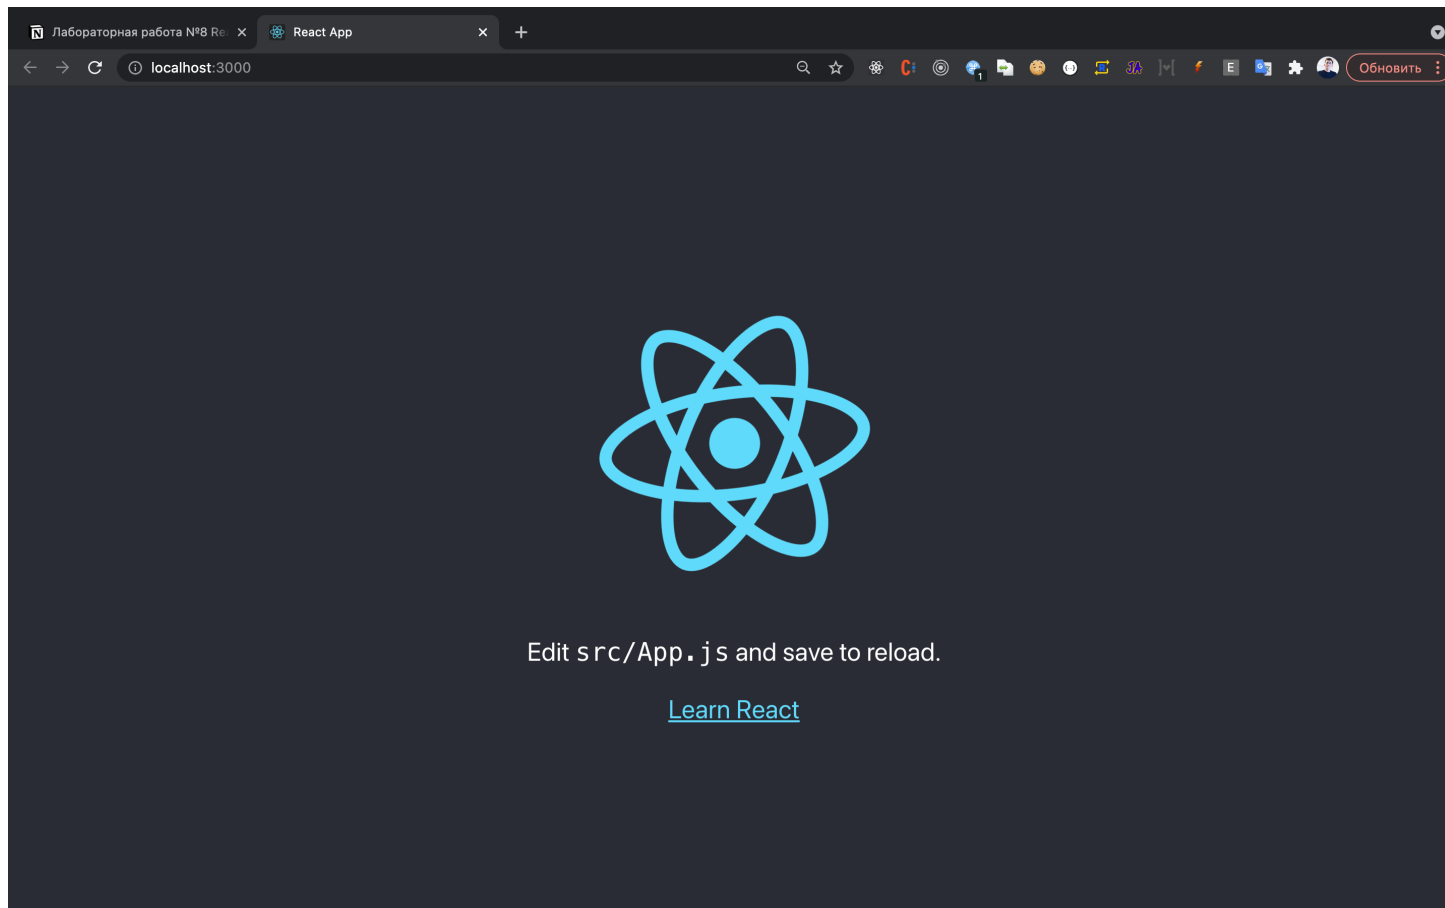 Лабораторная работа №8 Re
React App
localhost:3000
1
Обновить
Edit src/App.js and save to reload.
Learn React